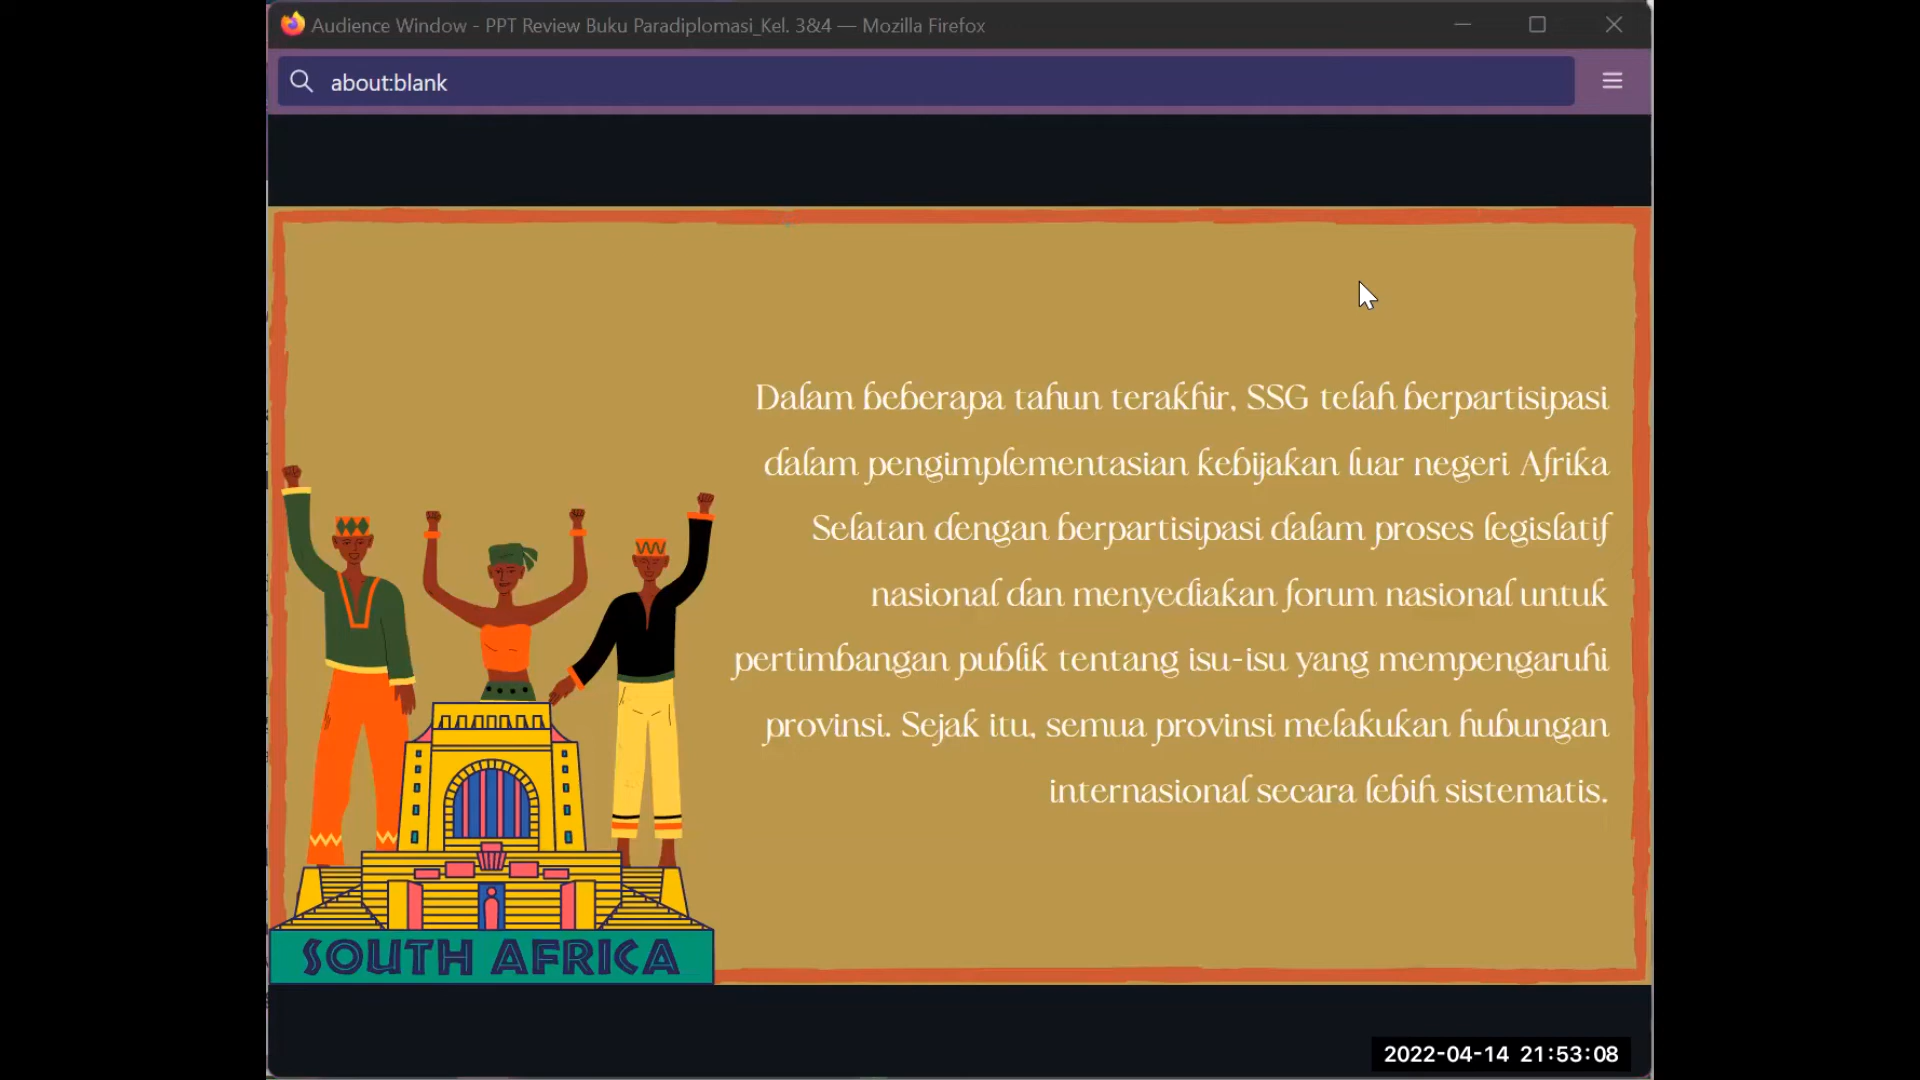 Audience Window - PPT Review Buku Paradiplomasi_Kel. 3&4 — Mozilla Firefox
about:blank
Dalam beberapa tahun terakhir, SSG telah berpartisipasi
dalam pengimplementasian kebijakan luar negeri Afrika
Selatan dengan berpartisipasi dalam proses legislatif
nasional dan menyediakan forum nasional untuk
pertimbangan publik tentang isu-isu yang mempengaruhi
provinsi. Sejak itu, semua provinsi melakukan hubungan
internasional secara lebih sistematis.
SOUTH AFRICA
2022-04-14 21:53:08